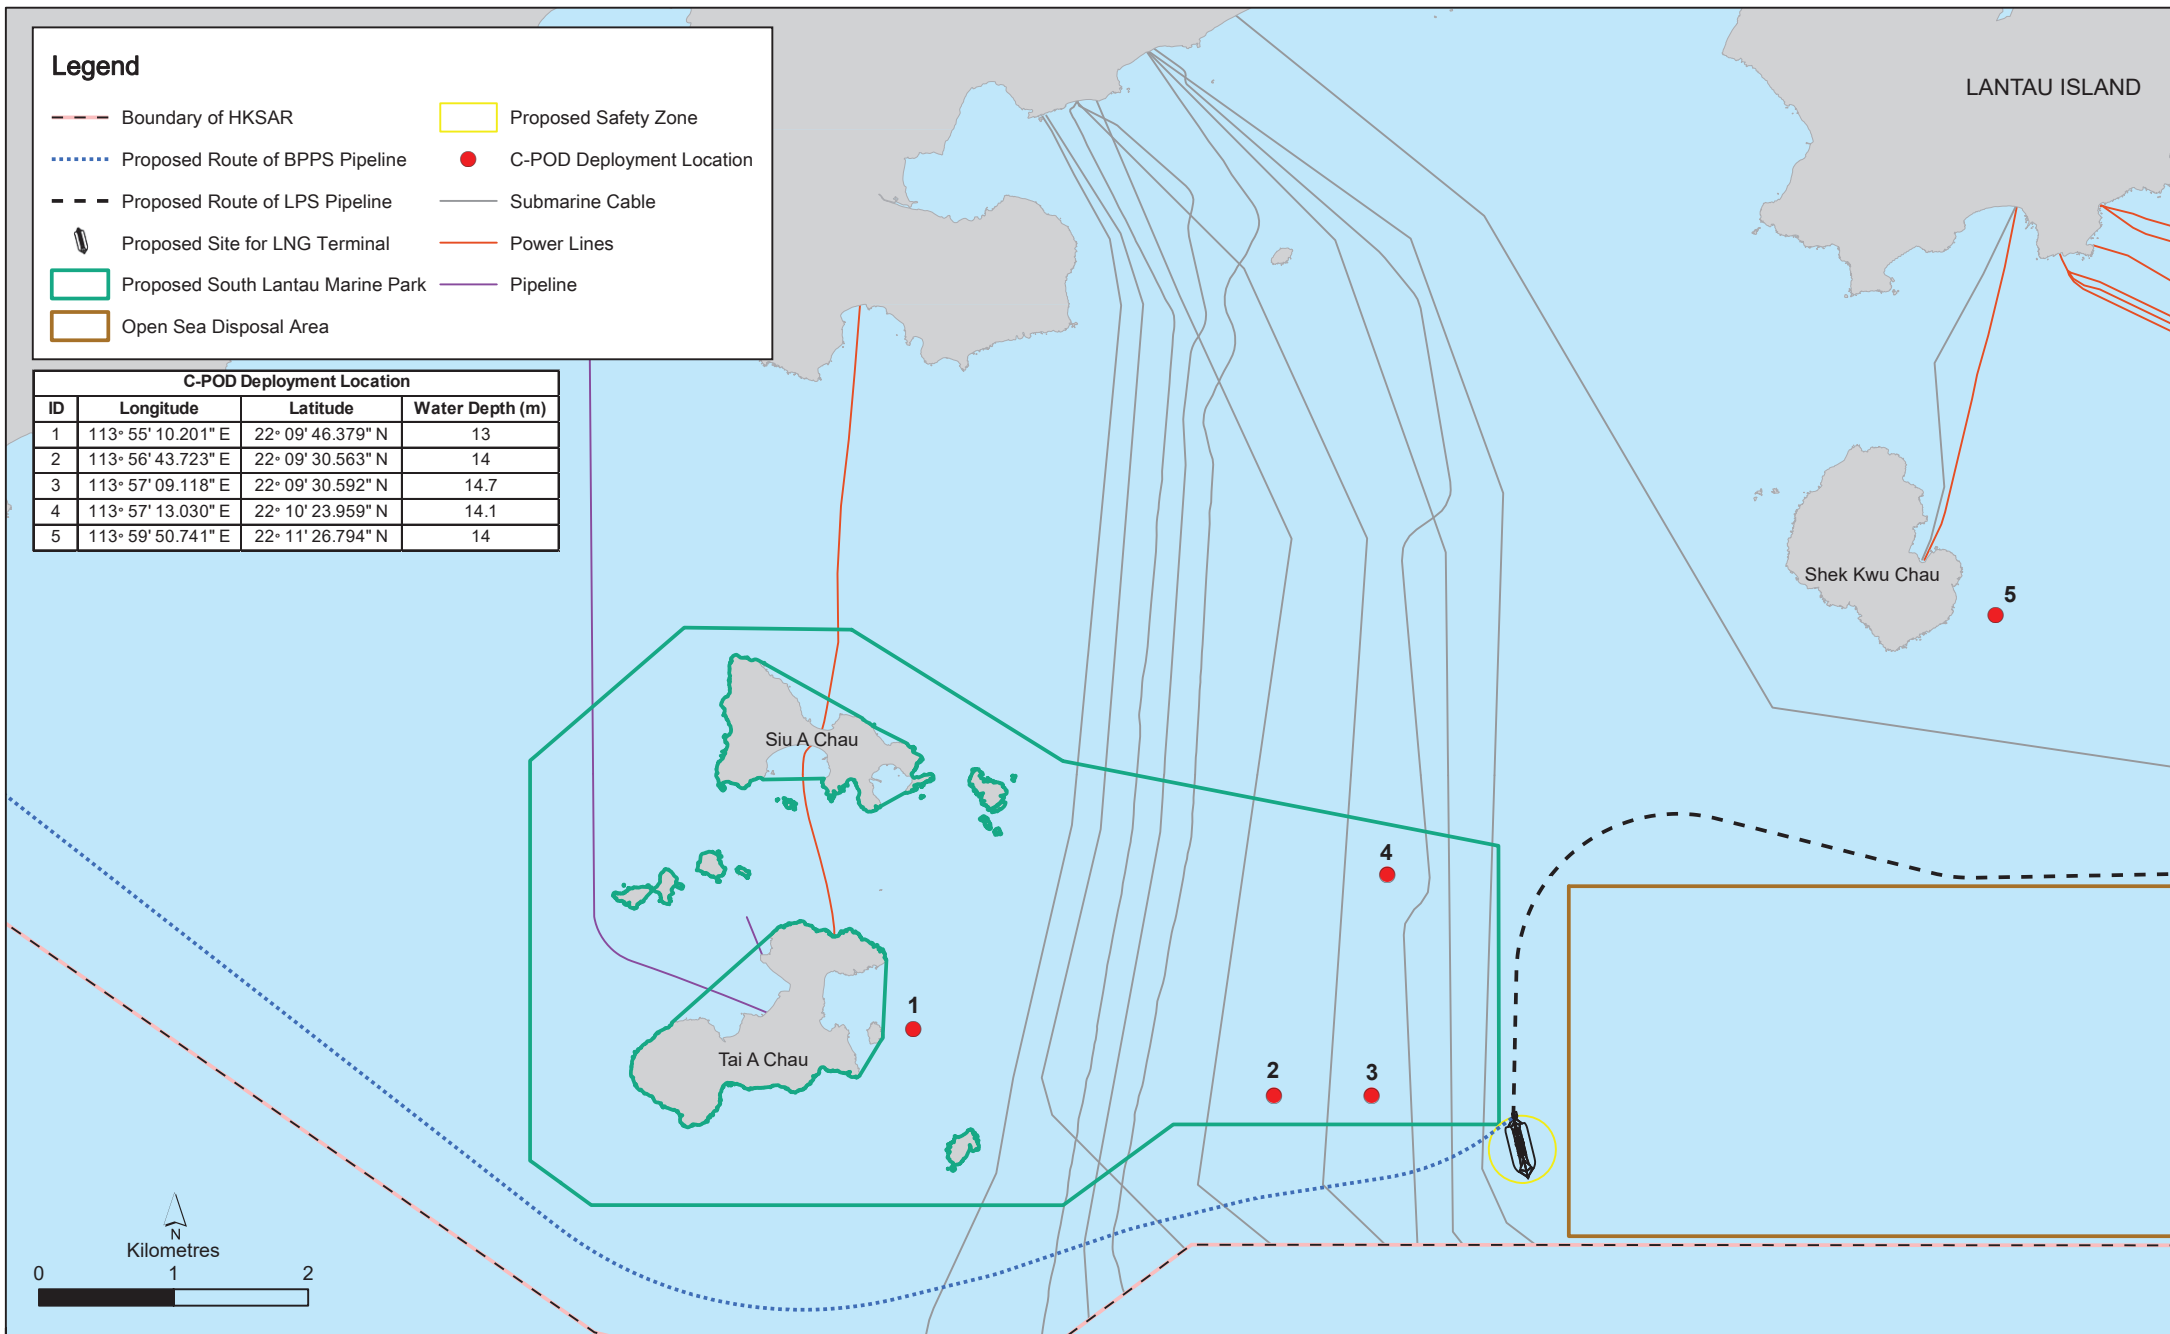 Legend
Boundary of HKSAR
Proposed Route of BPPS Pipeline
Proposed Route of LPS Pipeline
Proposed Site for LNG Terminal
Proposed South Lantau Marine Park
Open Sea Disposal Area
Proposed Safety Zone
C-POD Deployment Location
Submarine Cable
Power Lines
Pipeline
C-POD Deployment Location
ID Longitude Latitude Water Depth (m)
1 113° 55' 10.201" E 22° 09' 46.379" N 13
2 113° 56' 43.723" E 22° 09' 30.563" N 14
3 113° 57' 09.118" E 22° 09' 30.592" N 14.7
4 113° 57' 13.030" E 22° 10' 23.959" N 14.1
5 113° 59' 50.741" E 22° 11' 26.794" N 14
LANTAU ISLAND
Shek Kwu Chau
5
Siu A Chau
4
1
Tai A Chau
2
3
N
Kilometres
0 1 2